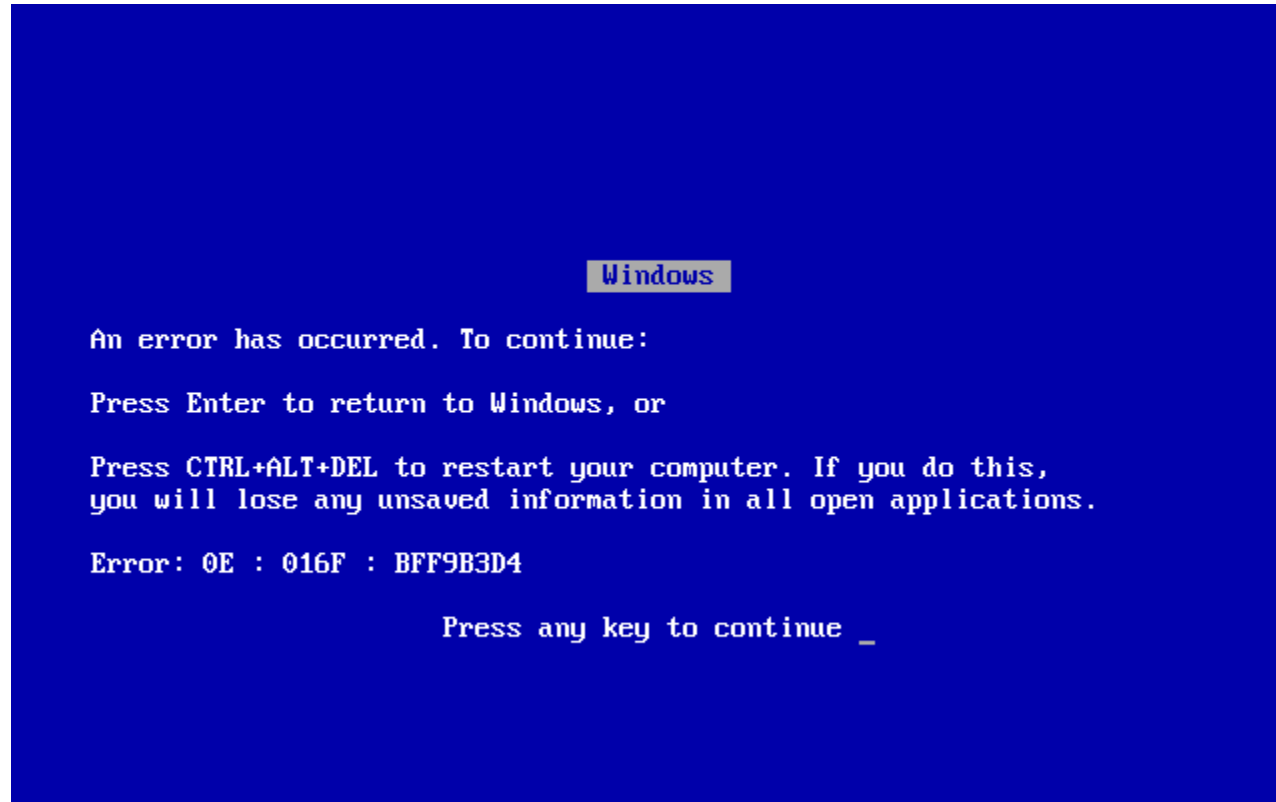 Windows
An error has occurred. To continue:
Press Enter to return to Windows, or
Press CTRL+ALT+DEL to restart your computer. If you do this,
you will lose any unsaved information in all open applications.
Error: 0E : 016F : BFF9B3D4
Press any key to continue _